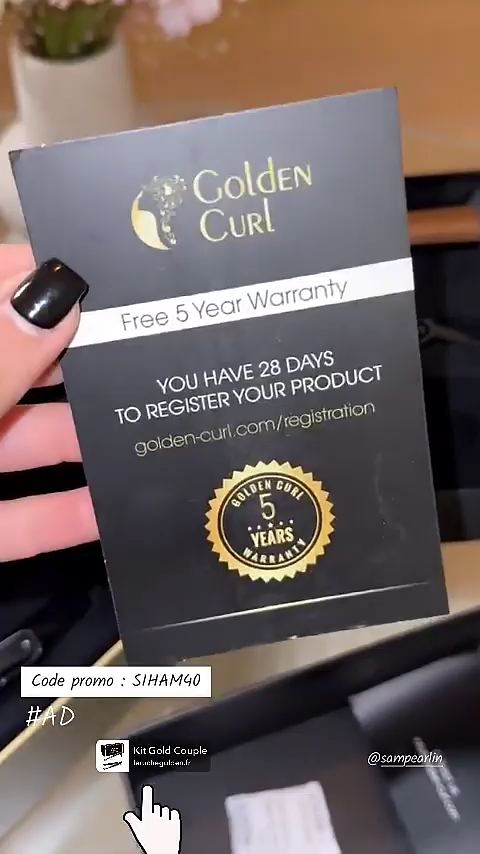 Golden
Curl
Free 5 Year Warranty
YOU HAVE 28 DAYS
TO REGISTER YOUR PRODUCT
golden-curl.com/registration
GOLDEN CURL
5
YEARS
WARRANTY
Code promo : SIHAM40
#AD
Kit Gold Couple
@sampearlin